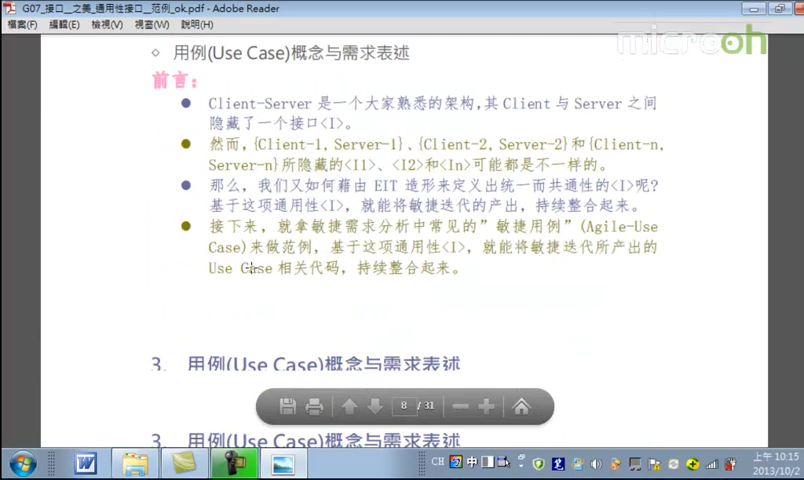 G07_接口__之美_通用性接口__范例_ok.pdf - Adobe Reader
檔案(F) 編輯(E) 檢視(V) 視窗(W) 說明(H)
microoh
◇ 用例(Use Case)概念与需求表述
前言:
● Client-Server 是一个大家熟悉的架构,其 Client 与 Server 之间
隐藏了一个接口<I>。
● 然而,{Client-1, Server-1}、{Client-2, Server-2}和{Client-n,
Server-n}所隐藏的<I1>、<I2>和<In>可能都是不一样的。
● 那么, 我们又如何藉由 EIT 造形来定义出统一而共通性的<I>呢?
基于这项通用性<I>, 就能将敏捷迭代的产出, 持续整合起来。
● 接下来, 就拿敏捷需求分析中常见的"敏捷用例"(Agile-Use
Case)来做范例, 基于这项通用性<I>, 就能将敏捷迭代所产出的
Use Case 相关代码, 持续整合起来。
3. 用例(Use Case)概念与需求表述
8 / 31
3. 用例(Use Case)概念与需求表述
CH 中
上午 10:15
2013/10/2